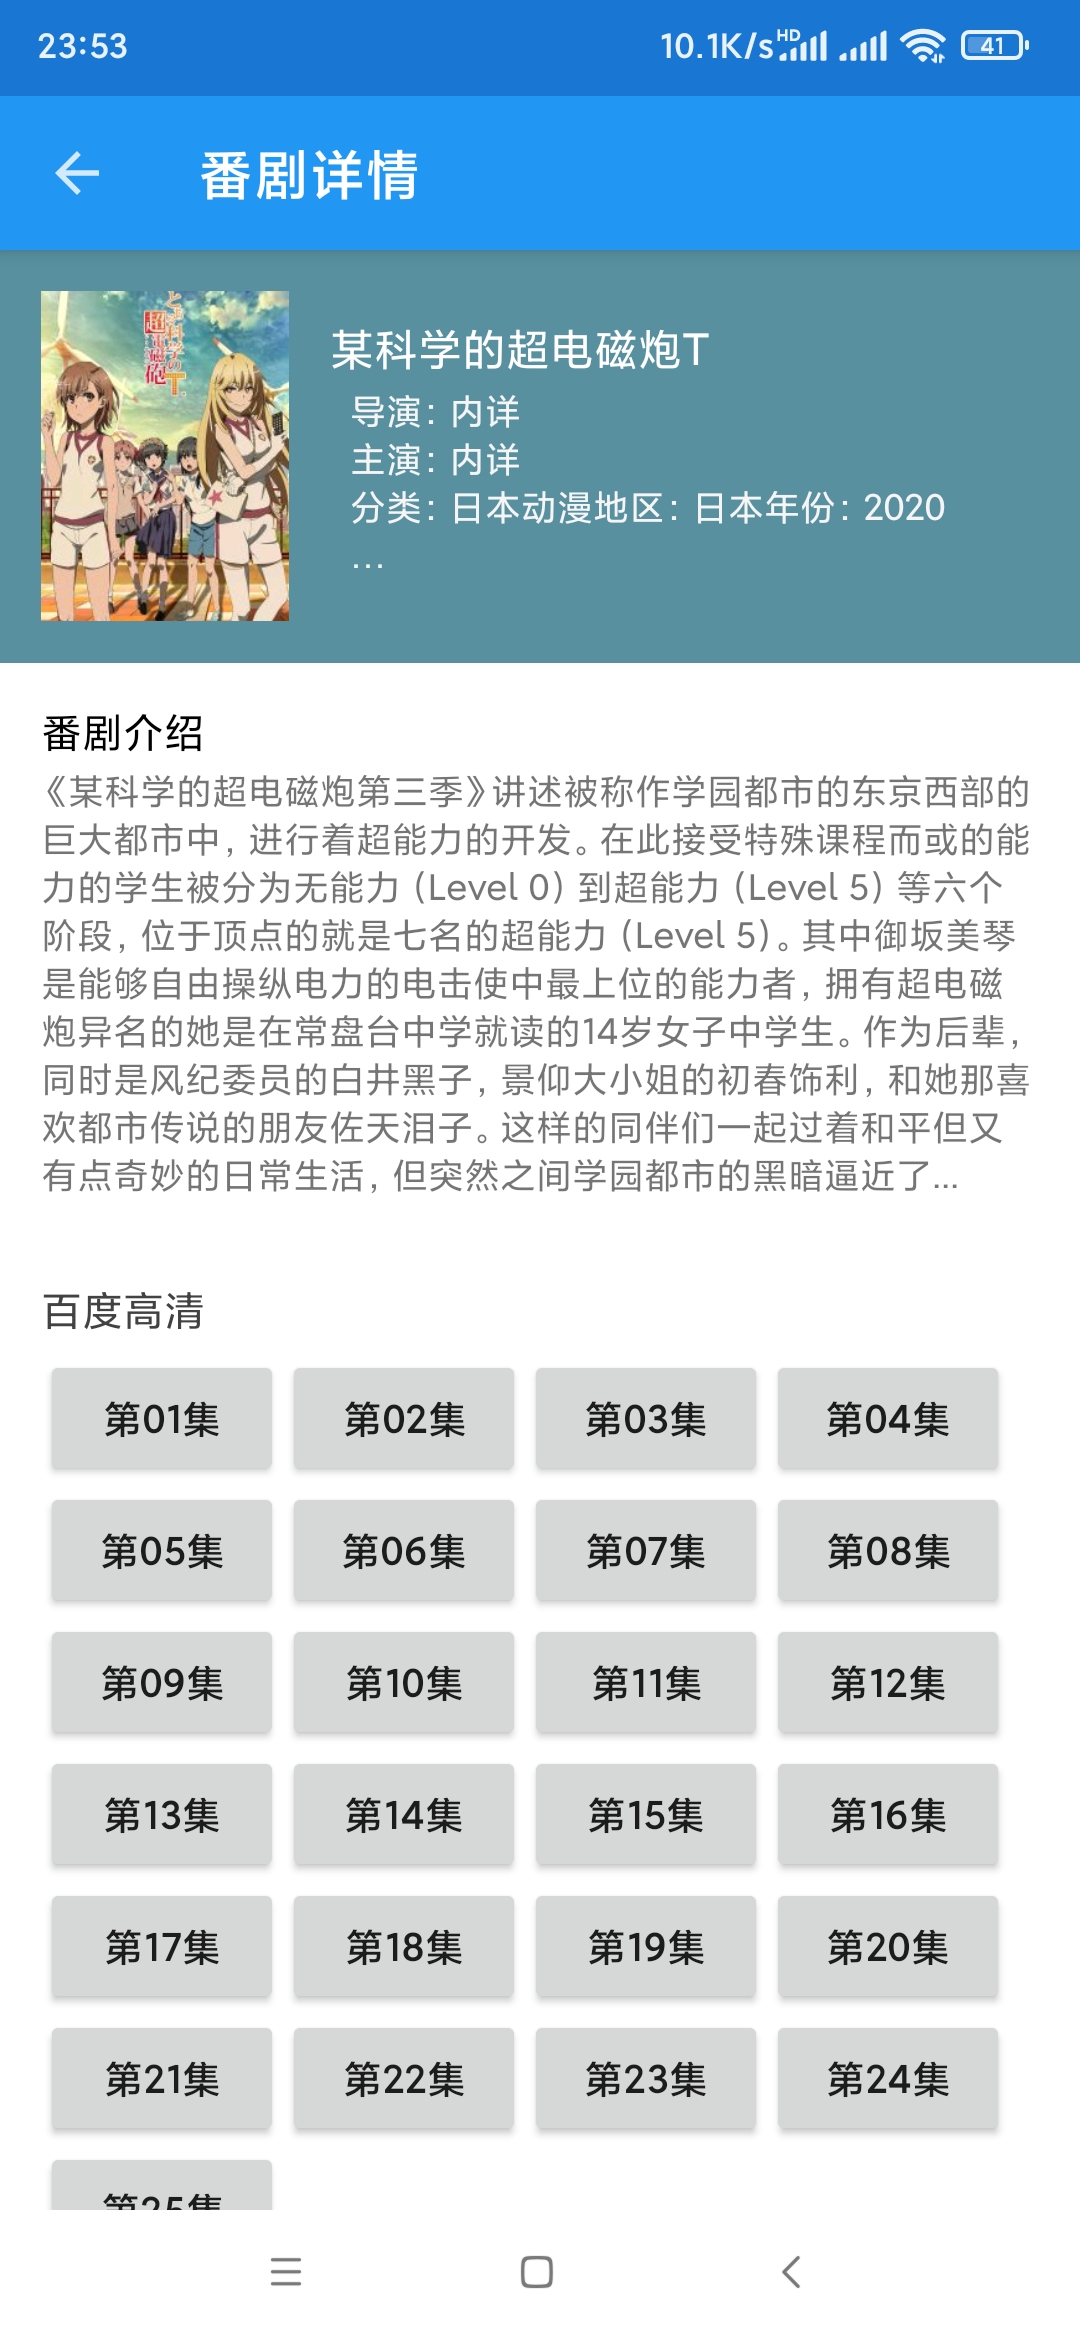 23:53
10.1K/s HD 41
番剧详情
とある科学の
超電磁砲
T
某科学的超电磁炮T
导演：内详
主演：内详
分类：日本动漫地区：日本年份：2020
...
番剧介绍
《某科学的超电磁炮第三季》讲述被称作学园都市的东京西部的
巨大都市中，进行着超能力的开发。在此接受特殊课程而或的能
力的学生被分为无能力（Level 0）到超能力（Level 5）等六个
阶段，位于顶点的就是七名的超能力（Level 5）。其中御坂美琴
是能够自由操纵电力的电击使中最上位的能力者，拥有超电磁
炮异名的她是在常盘台中学就读的14岁女子中学生。作为后辈，
同时是风纪委员的白井黑子，景仰大小姐的初春饰利，和她那喜
欢都市传说的朋友佐天泪子。这样的同伴们一起过着和平但又
有点奇妙的日常生活，但突然之间学园都市的黑暗逼近了...
百度高清
第01集 第02集 第03集 第04集
第05集 第06集 第07集 第08集
第09集 第10集 第11集 第12集
第13集 第14集 第15集 第16集
第17集 第18集 第19集 第20集
第21集 第22集 第23集 第24集
第25集